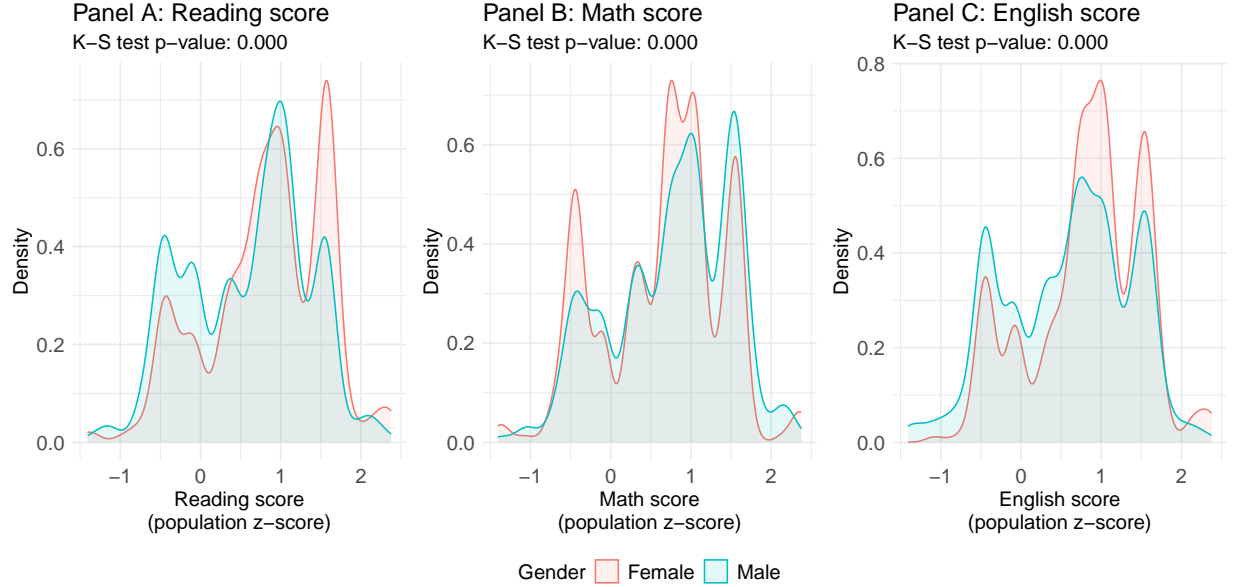 Panel A: Reading score
K−S test p−value: 0.000
Density
0.6
0.4
0.2
0.0
−1 0 1 2
Reading score
(population z−score)
Panel B: Math score
K−S test p−value: 0.000
Density
0.6
0.4
0.2
0.0
−1 0 1 2
Math score
(population z−score)
Panel C: English score
K−S test p−value: 0.000
Density
0.8
0.6
0.4
0.2
0.0
−1 0 1 2
English score
(population z−score)
Gender Female Male